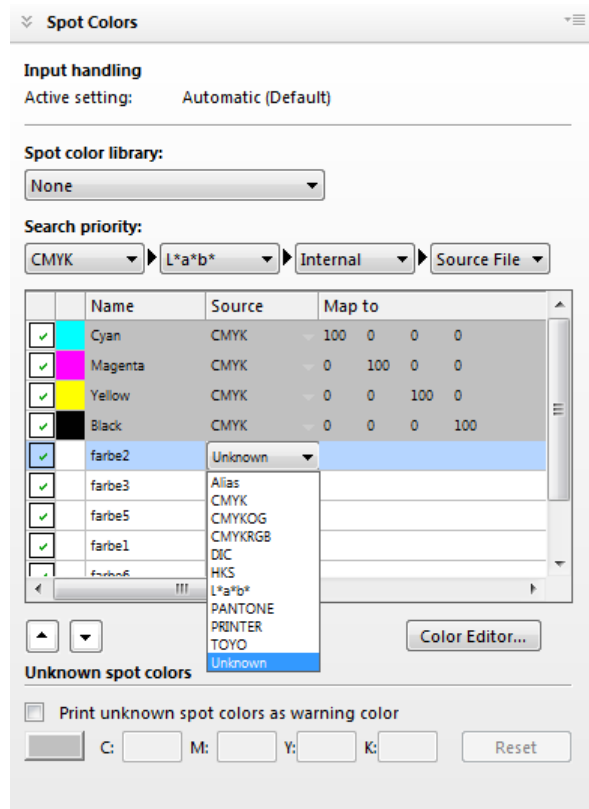 Spot Colors
Input handling
Active setting: Automatic (Default)
Spot color library:
None
Search priority:
CMYK L*a*b* Internal Source File
Name Source Map to
Cyan CMYK 100 0 0 0
Magenta CMYK 0 100 0 0
Yellow CMYK 0 0 100 0
Black CMYK 0 0 0 100
farbe2 Unknown
farbe3 Alias
CMYK
farbe5 CMYKOG
CMYKRGB
farbe1 DIC
farbe6 HKS
L*a*b*
PANTONE
PRINTER
TOYO
Unknown
Color Editor...
Unknown spot colors
Print unknown spot colors as warning color
C: M: Y: K: Reset